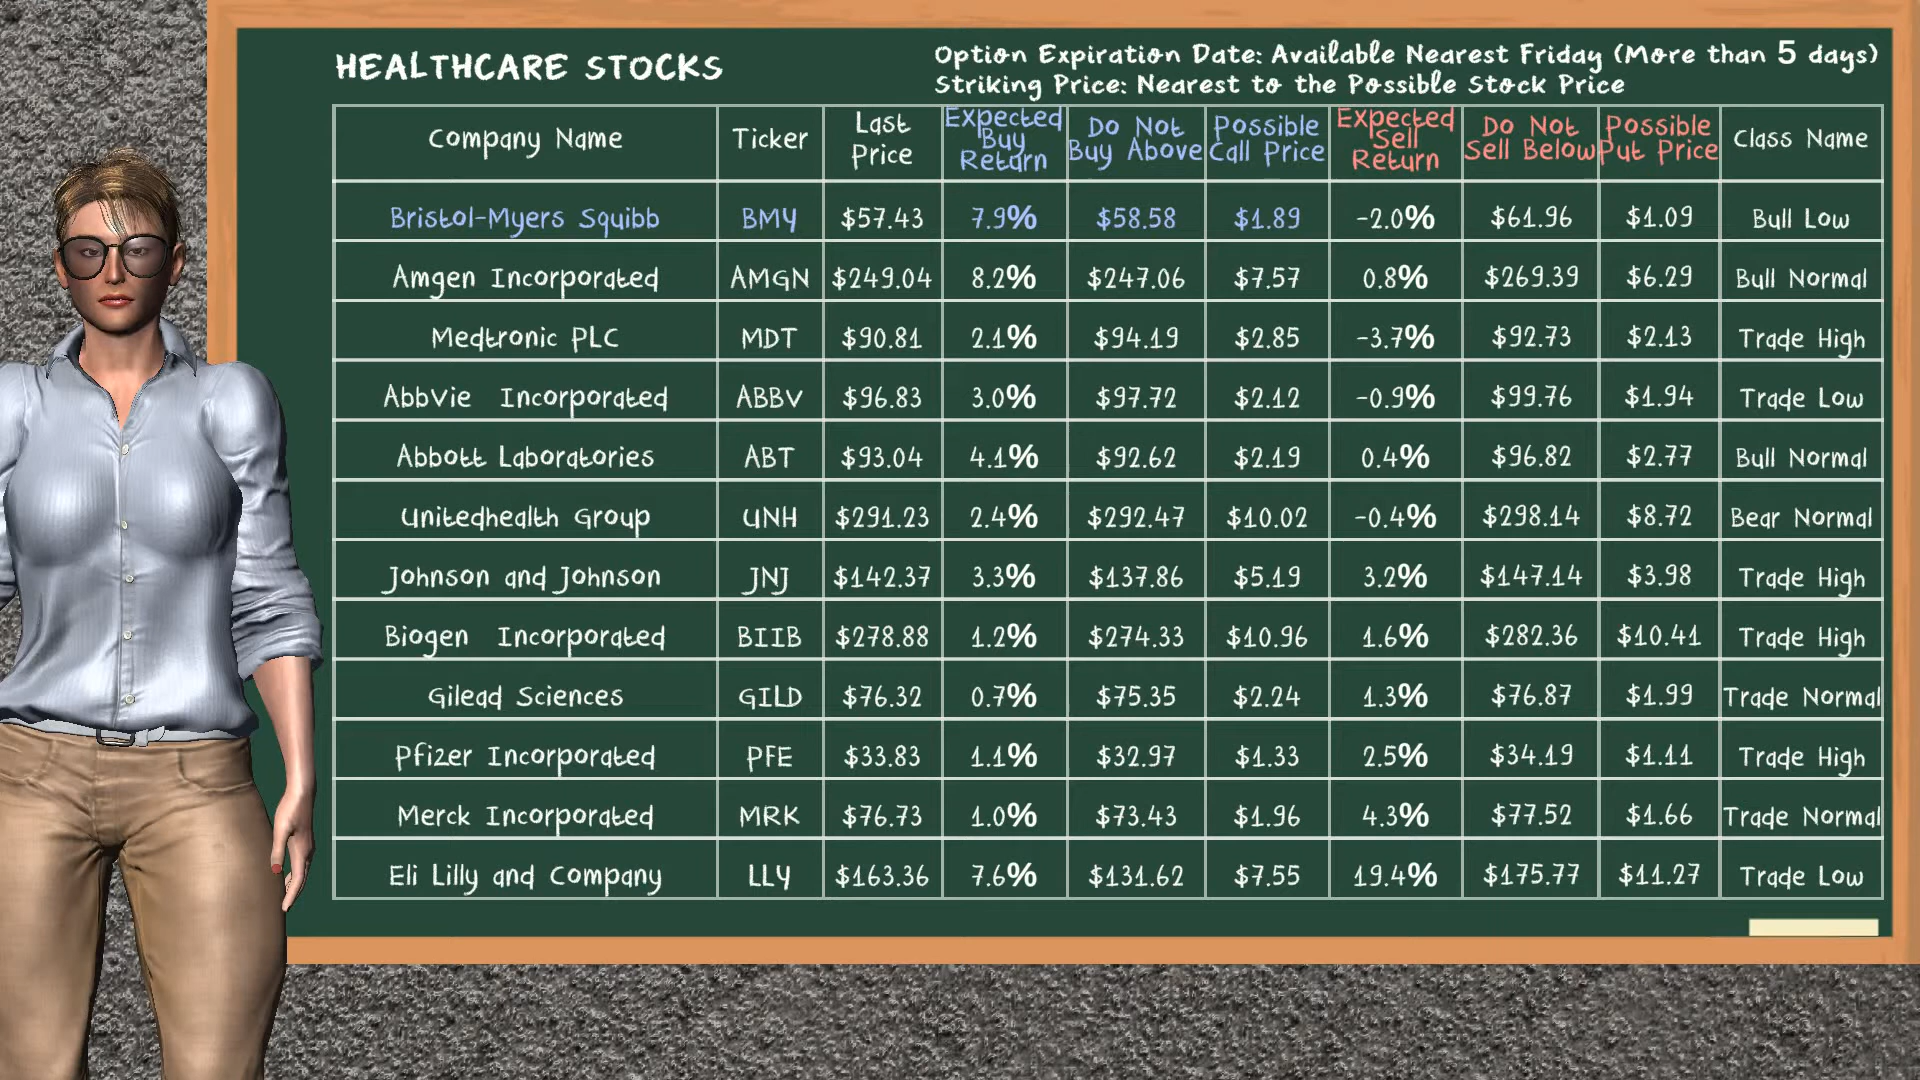 HEALTHCARE STOCKS
Option Expiration Date: Available Nearest Friday (More than 5 days)
Striking Price: Nearest to the Possible Stock Price
Company Name Ticker Last Price Expected Buy Return Do Not Buy Above Possible Call Price Expected Sell Return Do Not Sell Below Possible Put Price Class Name
Bristol-Myers Squibb BMY $57.43 7.9% $58.58 $1.89 -2.0% $61.96 $1.09 Bull Low
Amgen Incorporated AMGN $249.04 8.2% $247.06 $7.57 0.8% $269.39 $6.29 Bull Normal
Medtronic PLC MDT $90.81 2.1% $94.19 $2.85 -3.7% $92.73 $2.13 Trade High
AbbVie Incorporated ABBV $96.83 3.0% $97.72 $2.12 -0.9% $99.76 $1.94 Trade Low
Abbott Laboratories ABT $93.04 4.1% $92.62 $2.19 0.4% $96.82 $2.77 Bull Normal
Unitedhealth Group UNH $291.23 2.4% $292.47 $10.02 -0.4% $298.14 $8.72 Bear Normal
Johnson and Johnson JNJ $142.37 3.3% $137.86 $5.19 3.2% $147.14 $3.98 Trade High
Biogen Incorporated BIIB $278.88 1.2% $274.33 $10.96 1.6% $282.36 $10.41 Trade High
Gilead Sciences GILD $76.32 0.7% $75.35 $2.24 1.3% $76.87 $1.99 Trade Normal
Pfizer Incorporated PFE $33.83 1.1% $32.97 $1.33 2.5% $34.19 $1.11 Trade High
Merck Incorporated MRK $76.73 1.0% $73.43 $1.96 4.3% $77.52 $1.66 Trade Normal
Eli Lilly and Company LLY $163.36 7.6% $131.62 $7.55 19.4% $175.77 $11.27 Trade Low